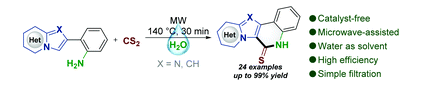 MW
140 °C, 30 min
H2O
X = N, CH
Het
X
H2N
+ CS2
Het
X
N
N
NH
S
24 examples
up to 99% yield
Catalyst-free
Microwave-assisted
Water as solvent
High efficiency
Simple filtration